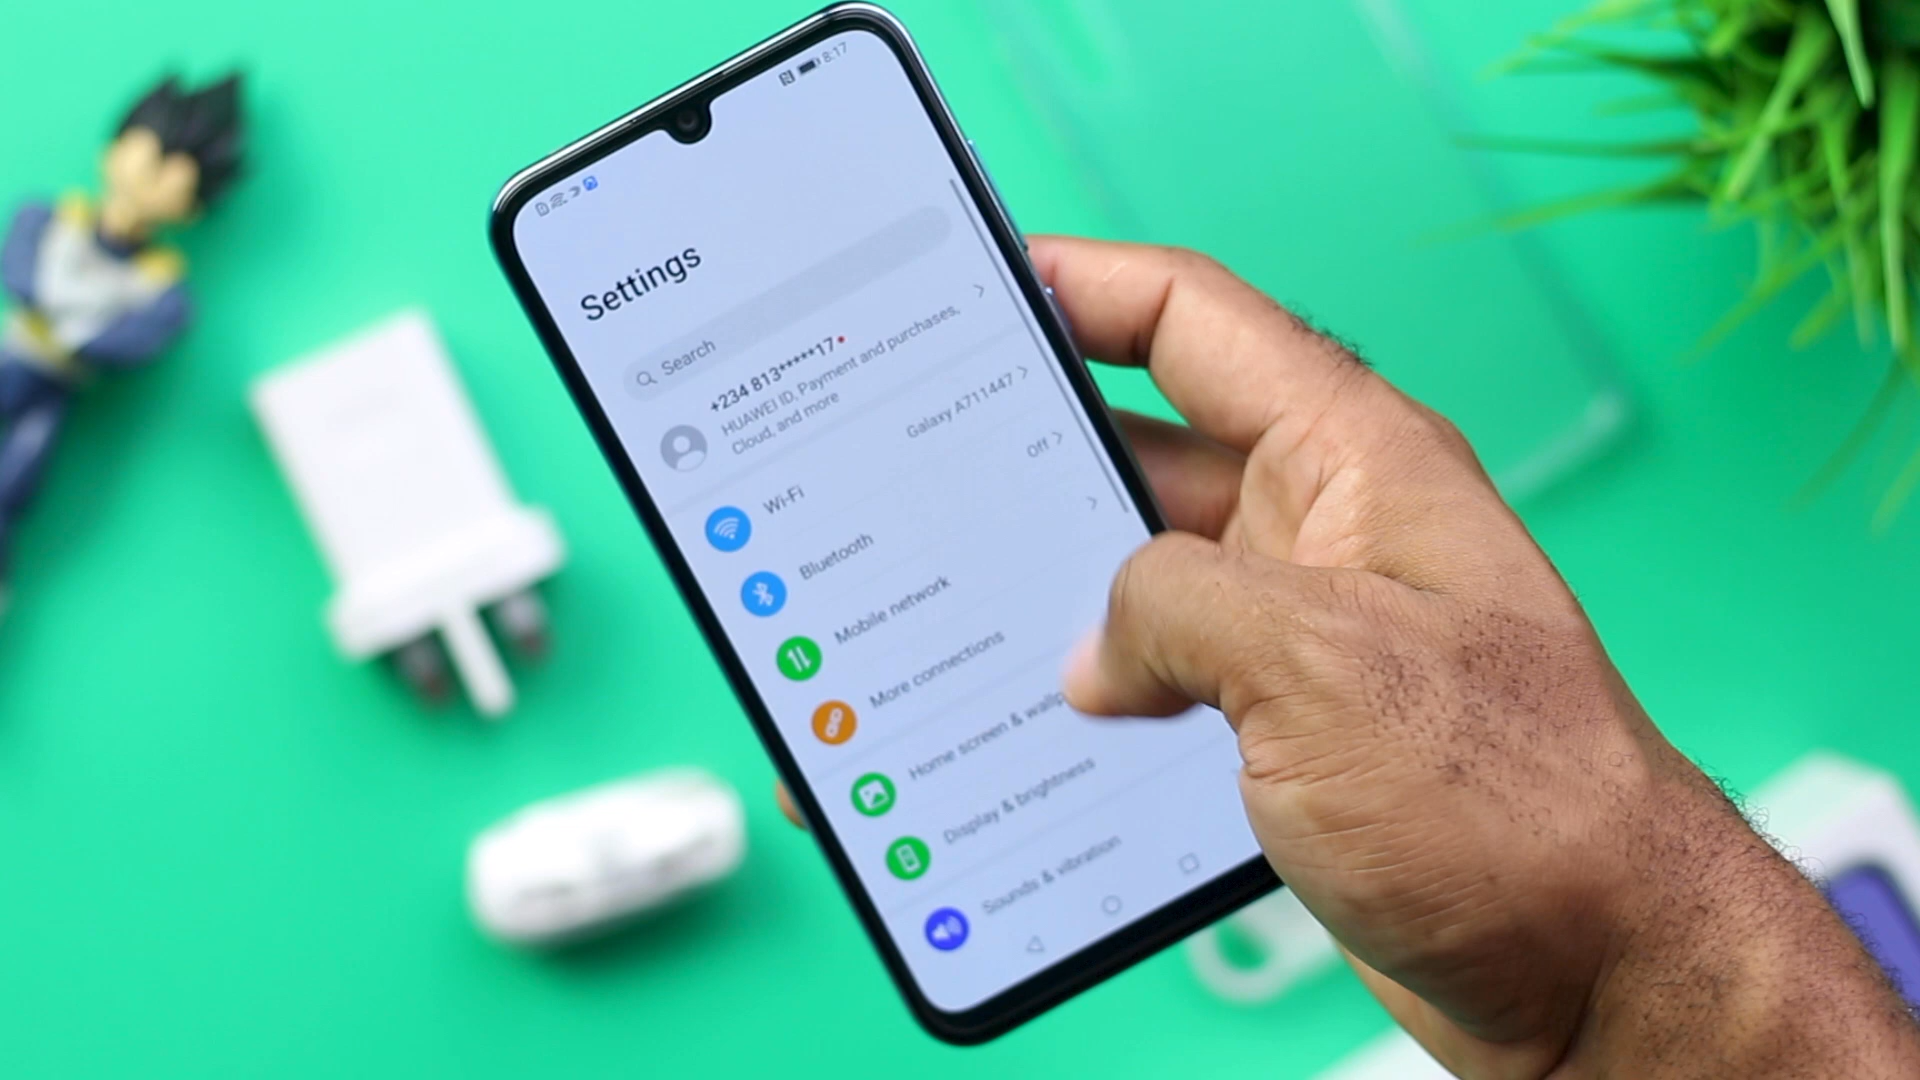 8:17
Settings
Search
+234 813*****17
HUAWEI ID, Payment and purchases,
Cloud, and more
Wi-Fi
Galaxy A711447
Bluetooth
Off
Mobile network
More connections
Home screen & wallp
Display & brightness
Sounds & vibration